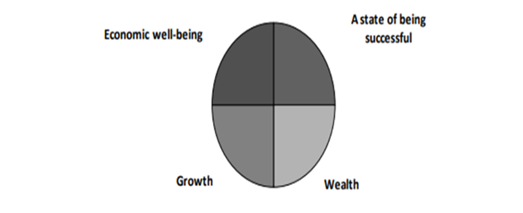 Economic well-being
A state of being
successful
Growth
Wealth